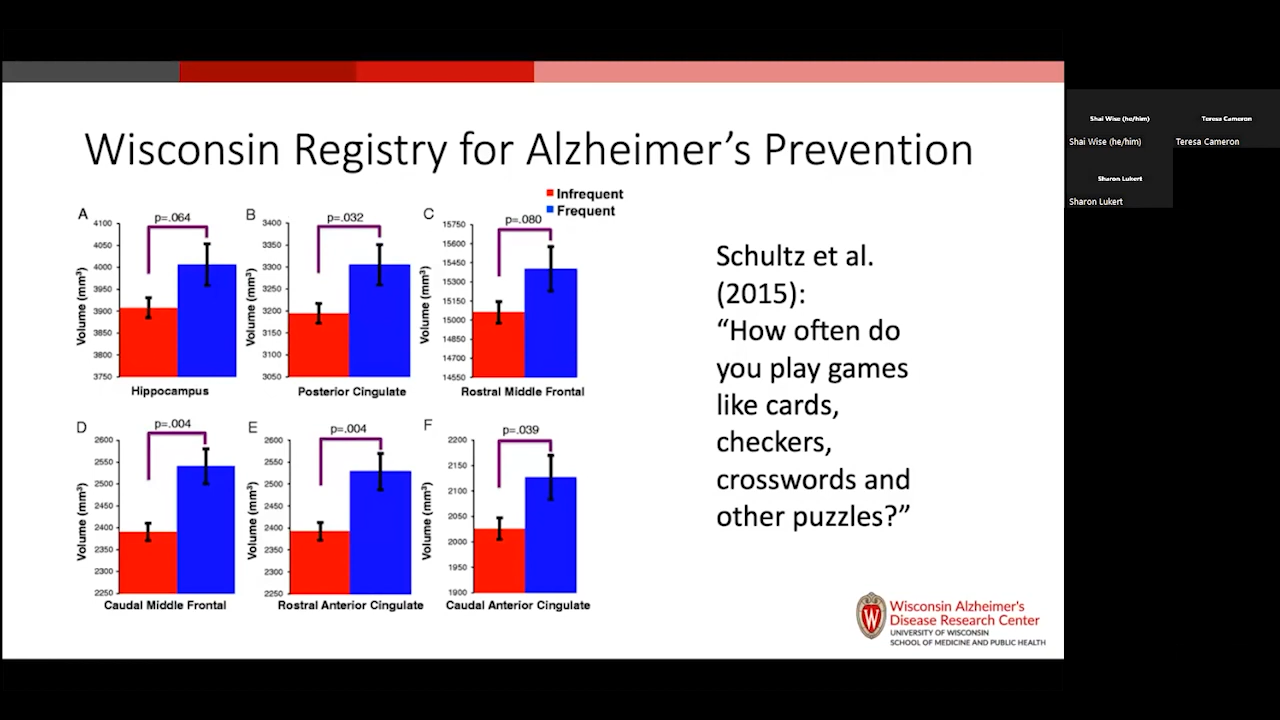 Wisconsin Registry for Alzheimer's Prevention
Infrequent
Frequent
A
p=.064
4100
4050
4000
3950
3900
3850
3800
3750
Volume (mm³)
Hippocampus
B
p=.032
3400
3350
3300
3250
3200
3150
3100
3050
Volume (mm³)
Posterior Cingulate
C
p=.080
15750
15600
15450
15300
15150
15000
14850
14700
14550
Volume (mm³)
Rostral Middle Frontal
D
p=.004
2600
2550
2500
2450
2400
2350
2300
2250
Volume (mm³)
Caudal Middle Frontal
E
p=.004
2600
2550
2500
2450
2400
2350
2300
2250
Volume (mm³)
Rostral Anterior Cingulate
F
p=.039
2200
2150
2100
2050
2000
1950
1900
Volume (mm³)
Caudal Anterior Cingulate
Schultz et al.
(2015):
“How often do
you play games
like cards,
checkers,
crosswords and
other puzzles?”
W
Wisconsin Alzheimer's
Disease Research Center
UNIVERSITY OF WISCONSIN
SCHOOL OF MEDICINE AND PUBLIC HEALTH
Shai Wise (he/him)
Shai Wise (he/him)
Teresa Cameron
Teresa Cameron
Sharon Lukert
Sharon Lukert